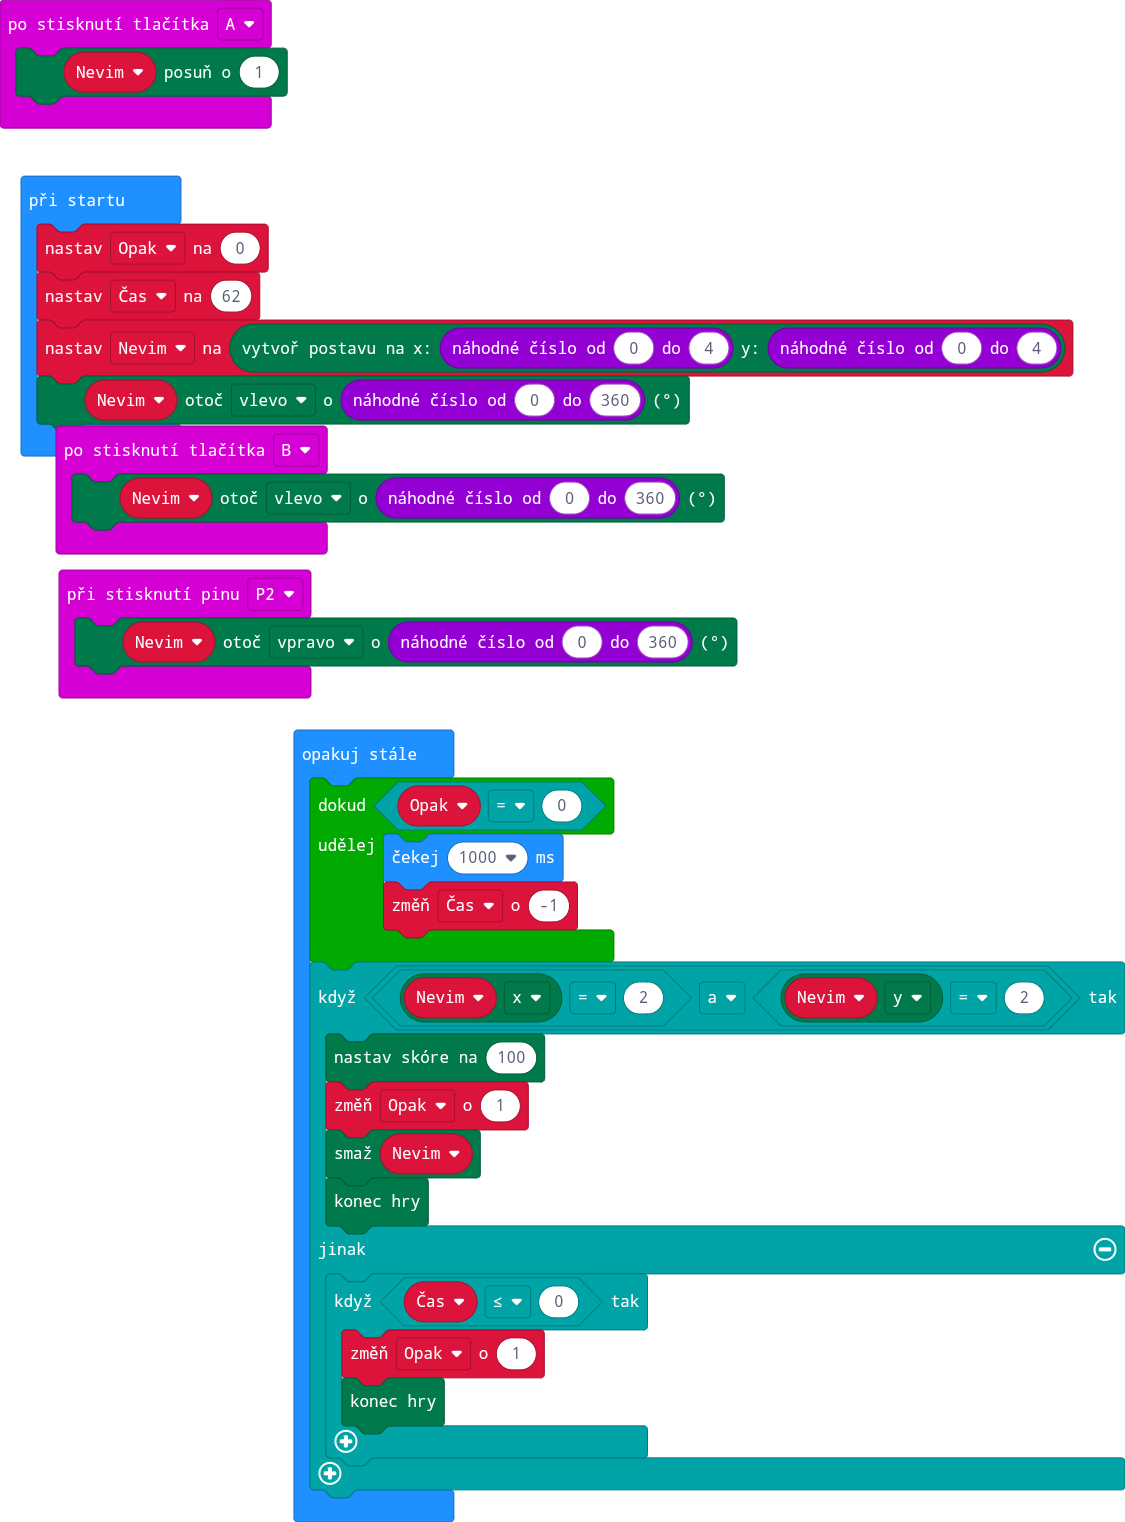 po stisknutí tlačítka A
Nevim posuň o 1
při startu
nastav Opak na 0
nastav Čas na 62
nastav Nevim na vytvoř postavu na x: náhodné číslo od 0 do 4 y: náhodné číslo od 0 do 4
Nevim otoč vlevo o náhodné číslo od 0 do 360 (°)
po stisknutí tlačítka B
Nevim otoč vlevo o náhodné číslo od 0 do 360 (°)
při stisknutí pinu P2
Nevim otoč vpravo o náhodné číslo od 0 do 360 (°)
opakuj stále
dokud Opak = 0
udělej
čekej 1000 ms
změň Čas o -1
když Nevim x = 2 a Nevim y = 2 tak
nastav skóre na 100
změň Opak o 1
smaž Nevim
konec hry
jinak
když Čas ≤ 0 tak
změň Opak o 1
konec hry